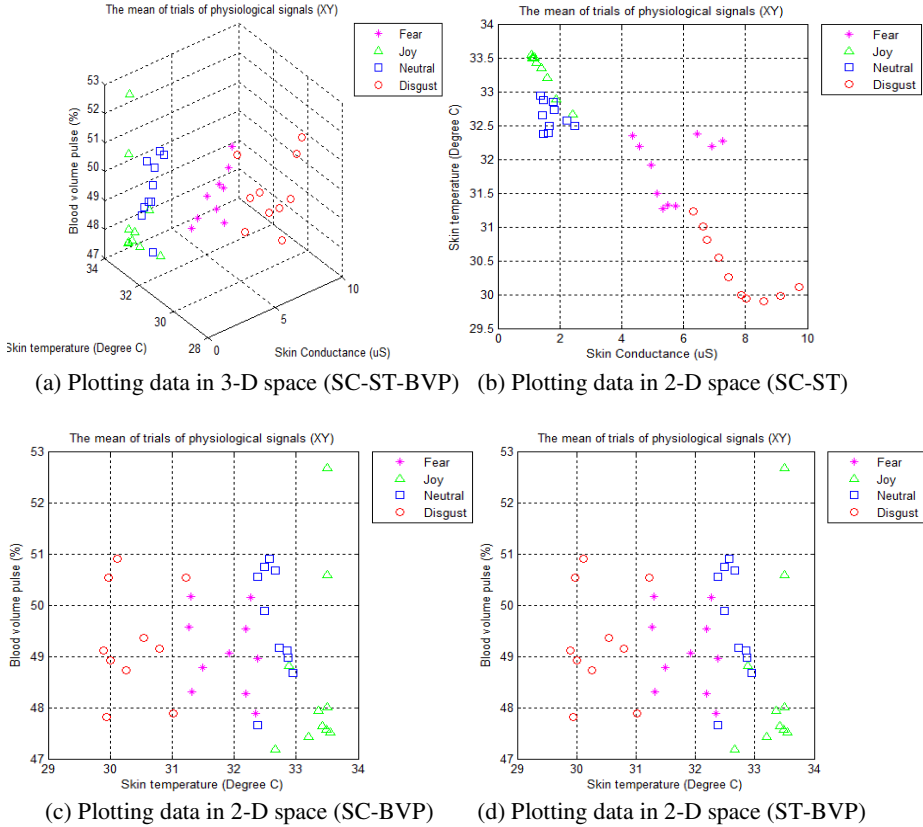 The mean of trials of physiological signals (XY)
Fear
Joy
Neutral
Disgust
53
52
51
50
49
48
47
Blood volume pulse (%)
34
32
30
28
Skin temperature (Degree C)
0
5
10
Skin Conductance (uS)
(a) Plotting data in 3-D space (SC-ST-BVP)
The mean of trials of physiological signals (XY)
Fear
Joy
Neutral
Disgust
34
33.5
33
32.5
32
31.5
31
30.5
30
29.5
Skin temperature (Degree C)
0
2
4
6
8
10
Skin Conductance (uS)
(b) Plotting data in 2-D space (SC-ST)
The mean of trials of physiological signals (XY)
Fear
Joy
Neutral
Disgust
53
52
51
50
49
48
47
Blood volume pulse (%)
29
30
31
32
33
34
Skin temperature (Degree C)
(c) Plotting data in 2-D space (SC-BVP)
The mean of trials of physiological signals (XY)
Fear
Joy
Neutral
Disgust
53
52
51
50
49
48
47
Blood volume pulse (%)
29
30
31
32
33
34
Skin temperature (Degree C)
(d) Plotting data in 2-D space (ST-BVP)